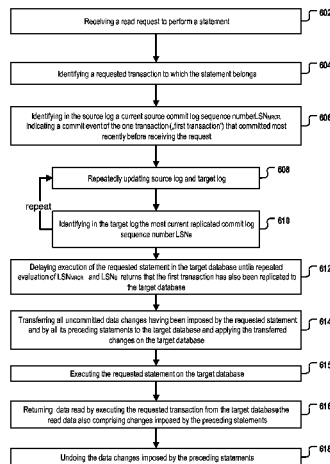 602
Receiving a read request to perform a statement
604
Identifying a requested transaction to which the statement belongs
606
Identifying in the source log a current source commit log sequence number LSNMRCR,
indicating a commit event of the one transaction („first transaction“) that committed most
recently before receiving the request
608
Repeatedly updating source log and target log
repeat
610
Identifying in the target log the most current replicated commit log
sequence number LSNs
612
Delaying execution of the requested statement in the target database untile repeated
evaluation of LSNMRCR and LSNs returns that the first transaction has also been replicated to
the target database
614
Transferring all uncommitted data changes having been imposed by the requested statement
and by all its preceding statements to the target database and applying the transferred
changes on the target database
615
Executing the requested statement on the target database
616
Returning data read by executing the requested transaction from the target database, the
read data also comprising changes imposed by the preceding statements
618
Undoing the data changes imposed by the preceding statements